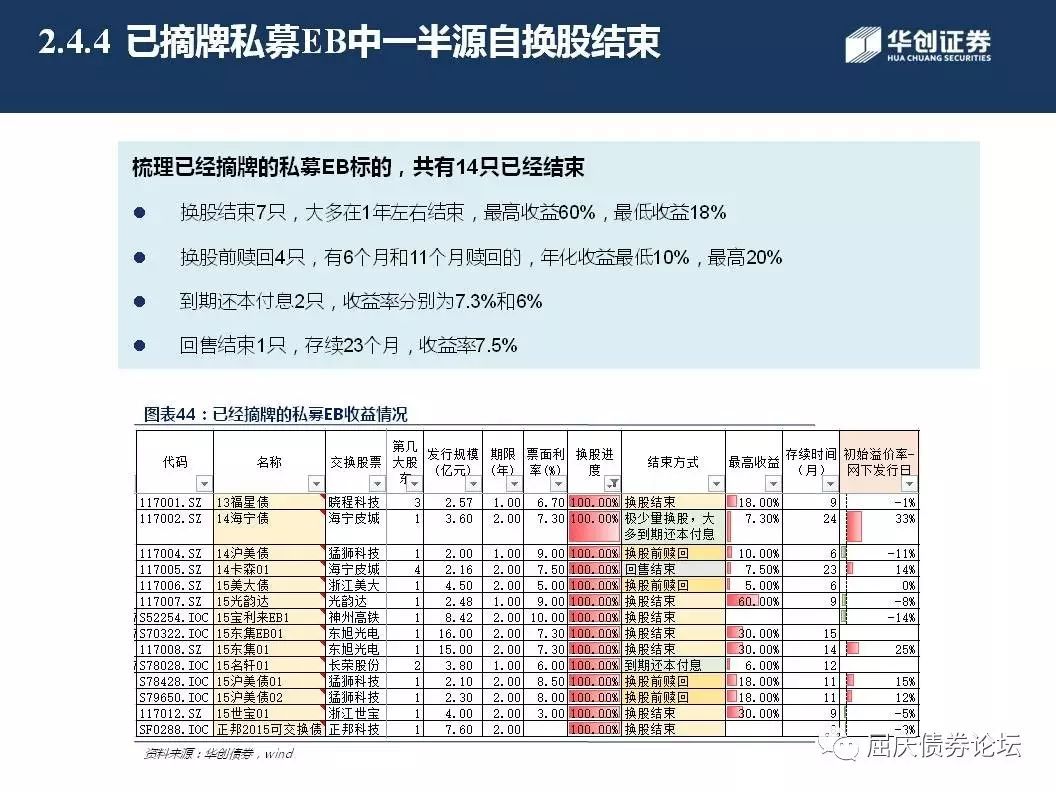 2.4.4 已摘牌私募EB中一半源自换股结束
华创证券
HUA CHUANG SECURITIES
梳理已经摘牌的私募EB标的，共有14只已经结束
● 换股结束7只，大多在1年左右结束，最高收益60%，最低收益18%
● 换股前赎回4只，有6个月和11个月赎回的，年化收益最低10%，最高20%
● 到期还本付息2只，收益率分别为7.3%和6%
● 回售结束1只，存续23个月，收益率7.5%
图表44：已经摘牌的私募EB收益情况
代码 名称 交换股票 第几大股东 发行规模（亿元） 期限（年） 票面利率（%） 换股进度 结束方式 最高收益 存续时间（月） 初始溢价率-网下发行日
117001.SZ 13福星债 晓程科技 3 2.57 1.00 6.70 100.00% 换股结束 18.00% 9 -1%
117002.SZ 14海宁债 海宁皮城 1 3.60 2.00 7.30 100.00% 极少量换股，大多到期还本付息 7.30% 24 33%
117004.SZ 14沪美债 猛狮科技 1 2.00 1.00 9.00 100.00% 换股前赎回 10.00% 6 -11%
117005.SZ 14卡森01 海宁皮城 4 2.16 2.00 7.50 100.00% 回售结束 7.50% 23 14%
117006.SZ 15美大债 浙江美大 1 4.50 2.00 5.00 100.00% 换股前赎回 5.00% 6 0%
117007.SZ 15光韵达 光韵达 1 2.48 1.00 9.00 100.00% 换股结束 60.00% 9 -8%
S52254.IOC 15宝利来EB1 神州高铁 1 8.42 2.00 10.00 100.00% 换股结束 -14%
S70322.IOC 15东集EB01 东旭光电 1 16.00 2.00 7.30 100.00% 换股结束 30.00% 15
117008.SZ 15东集01 东旭光电 1 15.00 2.00 7.30 100.00% 换股结束 30.00% 14 25%
S78028.IOC 15名轩01 长荣股份 2 3.80 1.00 6.00 100.00% 到期还本付息 6.00% 12
S78428.IOC 15沪美债01 猛狮科技 1 2.10 2.00 8.50 100.00% 换股前赎回 18.00% 11 15%
S79650.IOC 15沪美债02 猛狮科技 1 2.30 2.00 8.00 100.00% 换股前赎回 18.00% 11 12%
117012.SZ 15世宝01 浙江世宝 1 4.00 2.00 3.00 100.00% 换股结束 30.00% 9 -5%
SF0288.IOC 正邦2015可交换债 正邦科技 1 7.60 2.00 100.00% 换股结束 -3%
资料来源：华创债券，wind
屈庆债券论坛